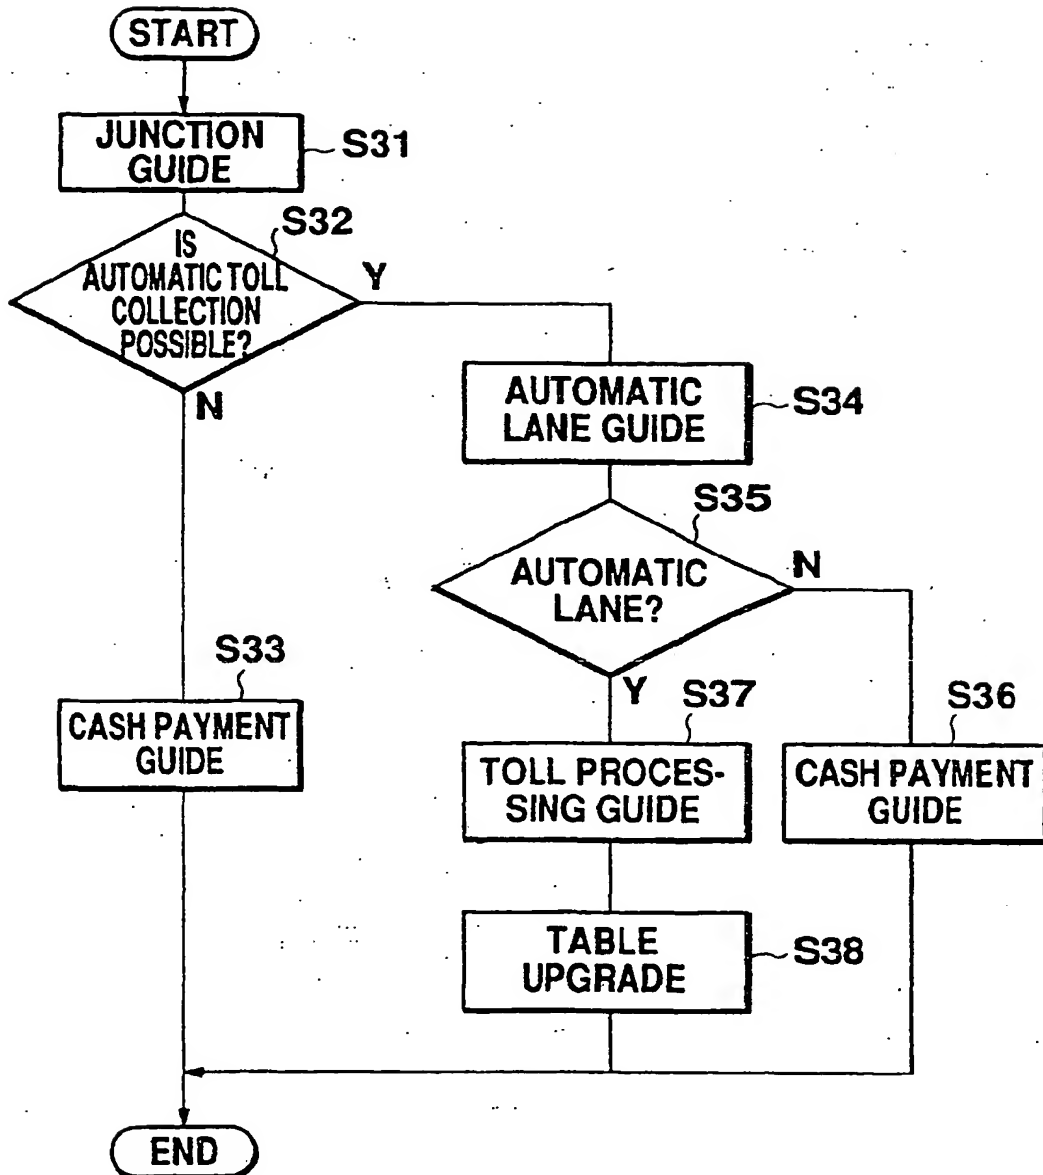 START
JUNCTION
GUIDE
S31
S32
IS
AUTOMATIC TOLL
COLLECTION
POSSIBLE?
Y
N
AUTOMATIC
LANE GUIDE
S34
S35
AUTOMATIC
LANE?
N
Y
S33
CASH PAYMENT
GUIDE
S37
TOLL PROCES-
SING GUIDE
S36
CASH PAYMENT
GUIDE
TABLE
UPGRADE
S38
END